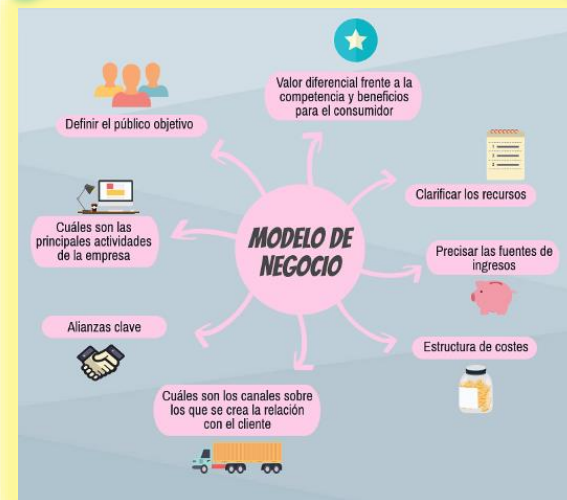 Valor diferencial frente a la
competencia y beneficios
para el consumidor
Definir el público objetivo
Clarificar los recursos
Cuáles son las
principales actividades
de la empresa
MODELO DE
NEGOCIO
Precisar las fuentes de
ingresos
Alianzas clave
Estructura de costes
Cuáles son los canales sobre
los que se crea la relación
con el cliente